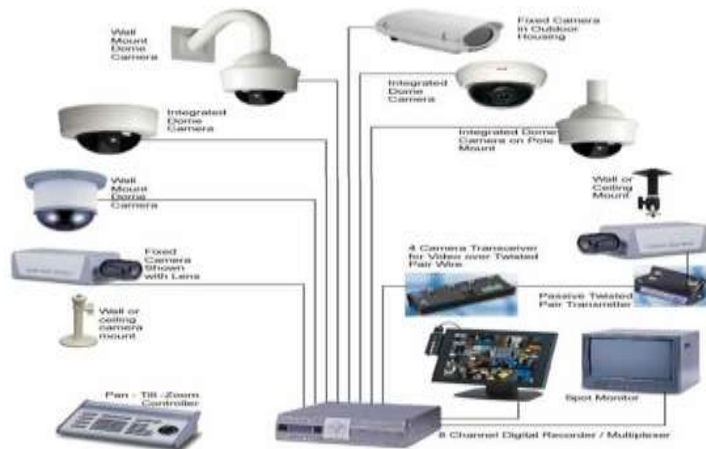 Wall
Mount
Dome
Camera
Fixed Camera
in Outdoor
Housing
Integrated
Dome
Camera
Integrated
Dome
Camera
Integrated Dome
Camera on Pole
Mount
Wall
Mount
Dome
Camera
Wall or
Ceiling
Mount
Fixed
Camera
Shown
with Lens
4 Camera Transceiver
for Video over Twisted
Pair Wire
Passive Twisted
Pair Transmitter
Wall or
ceiling
camera
mount
Pan - Tilt -Zoom
Controller
Spot Monitor
8 Channel Digital Recorder / Multiplexer